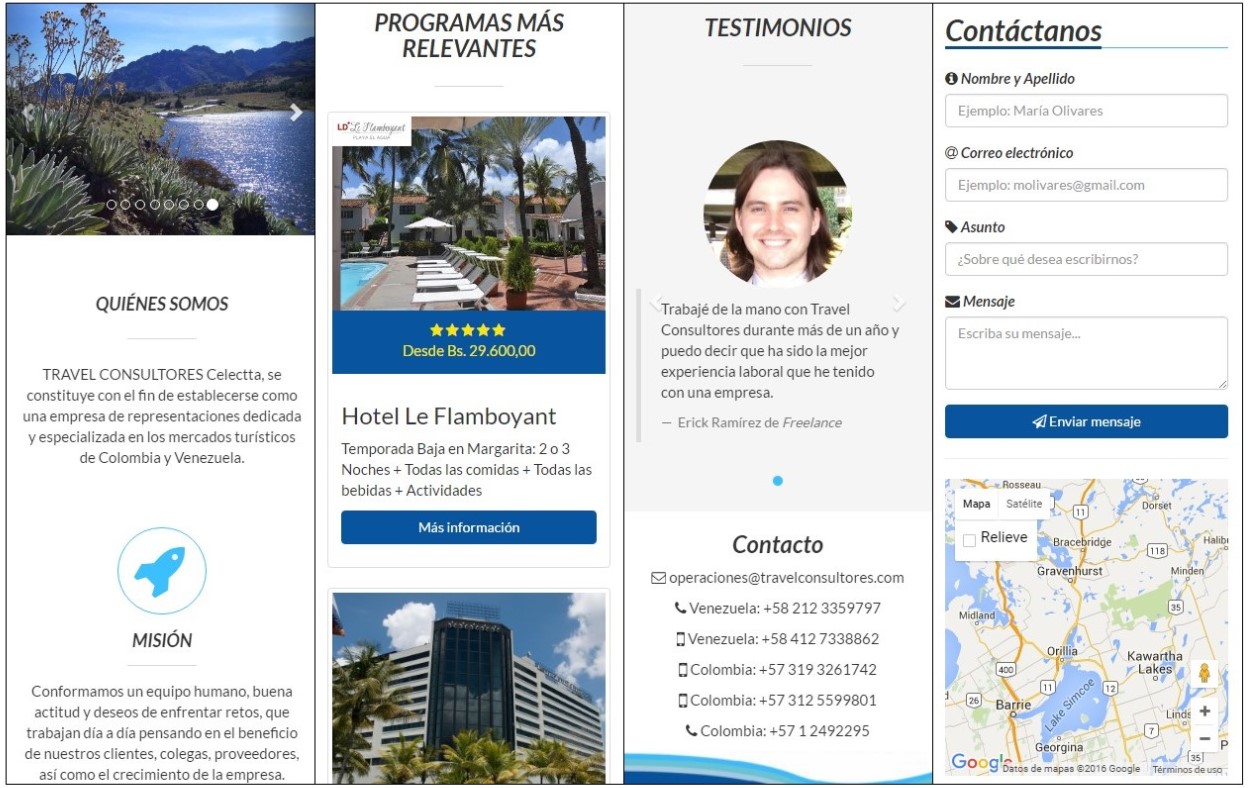 QUIÉNES SOMOS
TRAVEL CONSULTORES Celectta, se
constituye con el fin de establecerse como
una empresa de representaciones dedicada
y especializada en los mercados turísticos
de Colombia y Venezuela.
MISIÓN
Conformamos un equipo humano, buena
actitud y deseos de enfrentar retos, que
trabajan día a día pensando en el beneficio
de nuestros clientes, colegas, proveedores,
así como el crecimiento de la empresa.
PROGRAMAS MÁS
RELEVANTES
LD Le Flamboyant
PLAYA EL AGUA
Desde Bs. 29.600,00
Hotel Le Flamboyant
Temporada Baja en Margarita: 2 o 3
Noches + Todas las comidas + Todas las
bebidas + Actividades
Más información
TESTIMONIOS
Trabajé de la mano con Travel
Consultores durante más de un año y
puedo decir que ha sido la mejor
experiencia laboral que he tenido
con una empresa.
— Erick Ramírez de Freelance
Contacto
operaciones@travelconsultores.com
Venezuela: +58 212 3359797
Venezuela: +58 412 7338862
Colombia: +57 319 3261742
Colombia: +57 312 5599801
Colombia: +57 1 2492295
Contáctanos
Nombre y Apellido
Ejemplo: María Olivares
@ Correo electrónico
Ejemplo: molivares@gmail.com
Asunto
¿Sobre qué desea escribirnos?
Mensaje
Escriba su mensaje...
Enviar mensaje
Rosseau
Mapa Satélite
Dorset
11
Relieve
Bracebridge
118
Halibu
Gravenhurst
Minden
35
Midland
Orillia
Kawartha
Lakes
400
11
12
26
Barrie
Lake Simcoe
Linds
+
7
−
Georgina
35
P
Google
Datos de mapas ©2016 Google Términos de uso